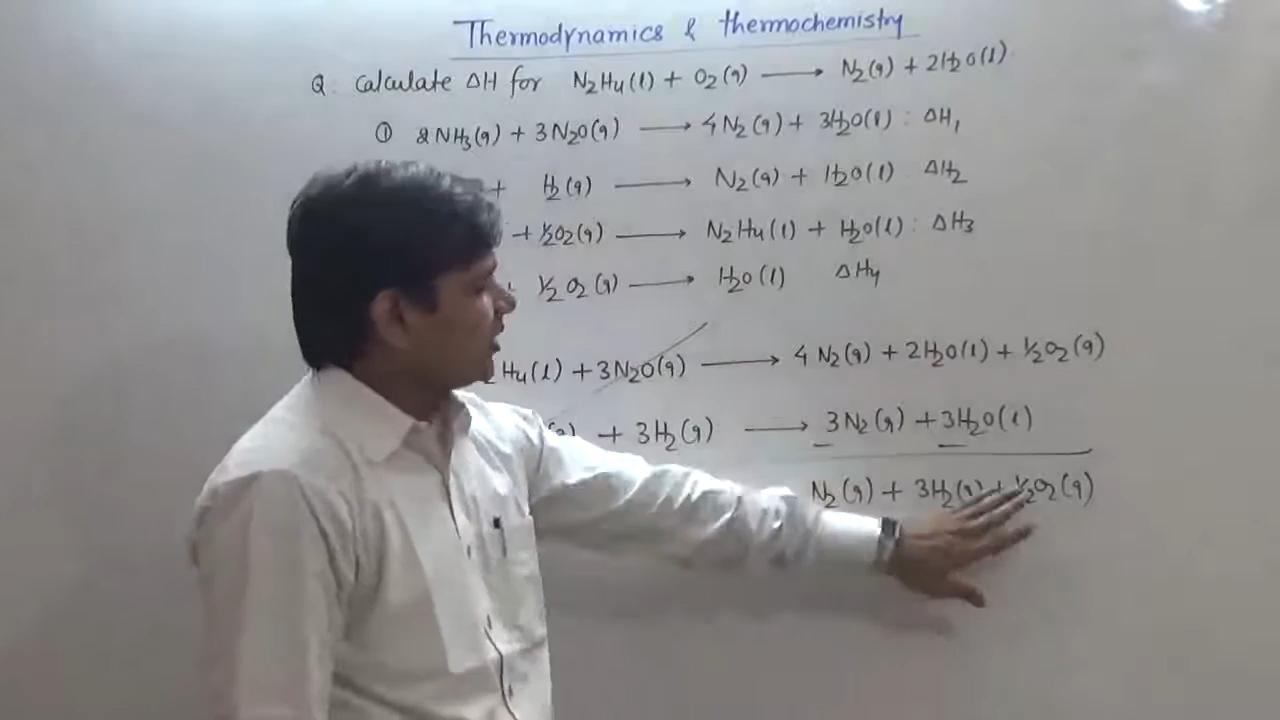 Thermodynamics & thermochemistry
Q. Calculate ΔH for N₂H₄(l) + O₂(g) ⟶ N₂(g) + 2H₂O(l)
① 2NH₃(g) + 3N₂O(g) ⟶ 4N₂(g) + 3H₂O(l) : ΔH₁
+ H₂(g) ⟶ N₂(g) + H₂O(l) ΔH₂
+ ½O₂(g) ⟶ N₂H₄(l) + H₂O(l) : ΔH₃
½O₂(g) ⟶ H₂O(l) ΔH₄
H₄(l) + 3N₂O(g) ⟶ 4N₂(g) + 2H₂O(l) + ½O₂(g)
+ 3H₂(g) ⟶ 3N₂(g) + 3H₂O(l)
N₂(g) + 3H₂(g) + ½O₂(g)